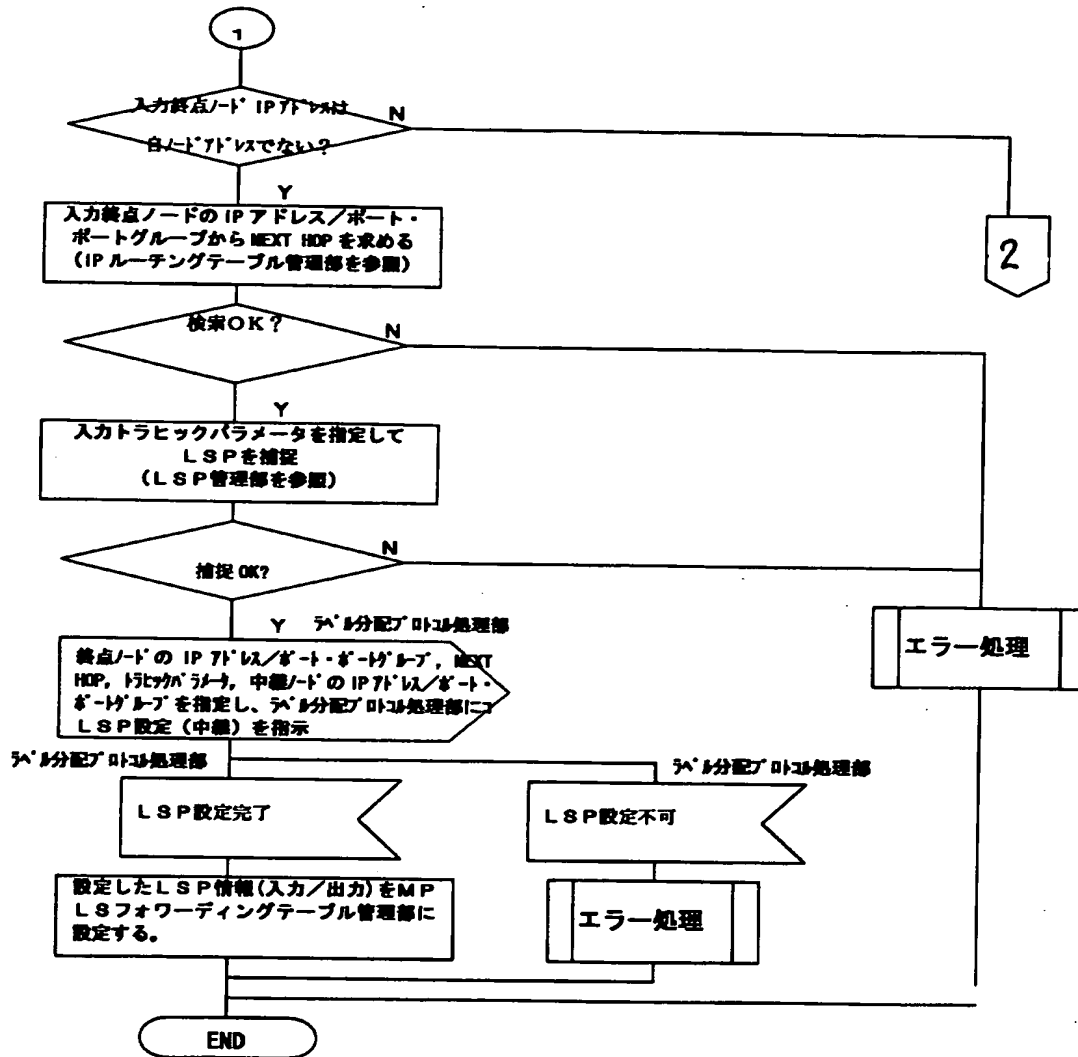 1
入力終点ノード IPアドレスは
自ノードアドレスでない?
N
Y
入力終点ノードのIPアドレス/ポート・
ポートグループからNEXT HOPを求める
(IPルーチングテーブル管理部を参照)
2
検索OK?
N
Y
入力トラヒックパラメータを指定して
LSPを捕捉
(LSP管理部を参照)
捕捉OK?
N
Y
ラベル分配プロトコル処理部
エラー処理
終点ノードの IPアドレス/ポート・ポートグループ, NEXT
HOP, トラヒックパラメータ, 中継ノードのIPアドレス/ポート・
ポートグループを指定し、ラベル分配プロトコル処理部にコ
LSP設定(中継)を指示
ラベル分配プロトコル処理部
ラベル分配プロトコル処理部
LSP設定完了
LSP設定不可
設定したLSP情報(入力/出力)をMP
LSフォワーディングテーブル管理部に
設定する。
エラー処理
END